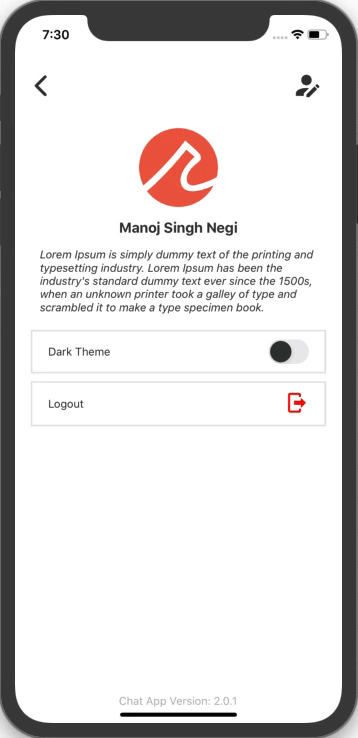 7:30
Manoj Singh Negi
Lorem Ipsum is simply dummy text of the printing and
typesetting industry. Lorem Ipsum has been the
industry's standard dummy text ever since the 1500s,
when an unknown printer took a galley of type and
scrambled it to make a type specimen book.
Dark Theme
Logout
Chat App Version: 2.0.1